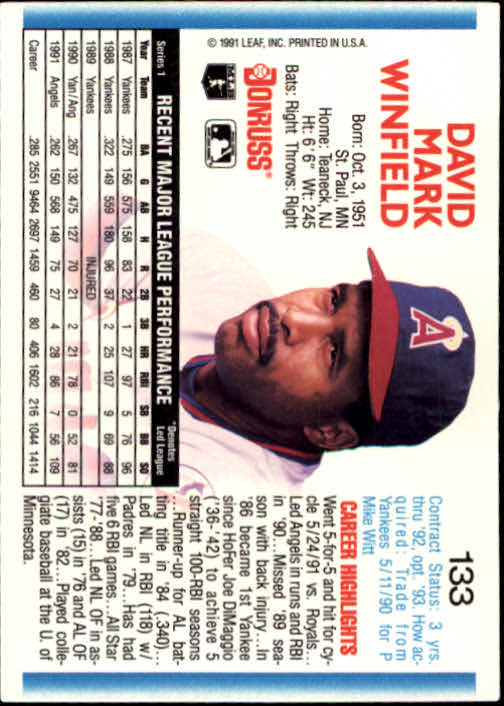 133
DAVID
MARK
WINFIELD
Born: Oct. 3, 1951
St. Paul, MN
Home: Teaneck, NJ
Ht: 6'6" Wt: 245
Bats: Right Throws: Right
DONRUSS®
MLB
© 1991 LEAF, INC. PRINTED IN U.S.A.
A
Contract Status: 3 yrs.
thru '92, opt. '93. How ac-
quired: Trade from
Yankees 5/11/90 for P
Mike Witt
CAREER HIGHLIGHTS
Went 5-for-5 and hit for cy-
cle 5/24/91 vs. Royals...
Led Angels in runs and RBI
in '90...Missed '89 sea-
son with back injury...In
'86 became 1st Yankee
since HoFer Joe DiMaggio
('36-'42) to achieve 5
straight 100-RBI seasons
...Runner-up for AL bat-
ting title in '84 (.340)...
Led NL in RBI (118) w/
Padres in '79...Has had
five 6 RBI games...All Star
'77-'88...Led NL OF in as-
sists (15) in '76 and AL OF
(17) in '82...Played colle-
giate baseball at the U. of
Minnesota.
Series 1 RECENT MAJOR LEAGUE PERFORMANCE *Denotes Led League
Year Team BA G AB H R 2B 3B HR RBI SB BB SO
1987 Yankees .275 156 575 158 83 22 1 27 97 5 76 96
1988 Yankees .322 149 559 180 96 37 2 25 107 9 69 88
1989 Yankees INJURED
1990 Yan/Ang .267 132 475 127 70 21 2 21 78 0 52 81
1991 Angels .262 150 568 149 75 27 4 28 86 7 56 109
Career .285 2551 9464 2697 1459 460 80 406 1602 216 1044 1414